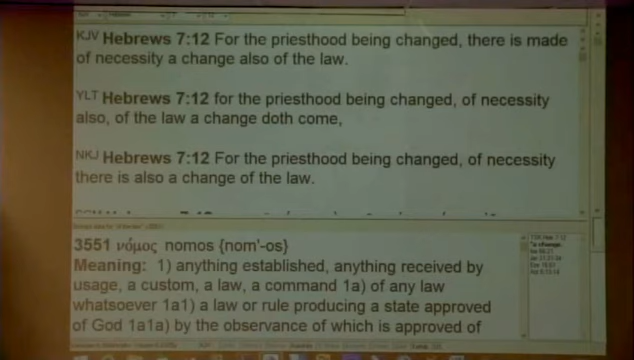 KJV Hebrews 7:12 For the priesthood being changed, there is made
of necessity a change also of the law.
YLT Hebrews 7:12 for the priesthood being changed, of necessity
also, of the law a change doth come,
NKJ Hebrews 7:12 For the priesthood being changed, of necessity
there is also a change of the law.
3551 νόμος nomos {nom'-os}
Meaning: 1) anything established, anything received by
usage, a custom, a law, a command 1a) of any law
whatsoever 1a1) a law or rule producing a state approved
of God 1a1a) by the observance of which is approved of